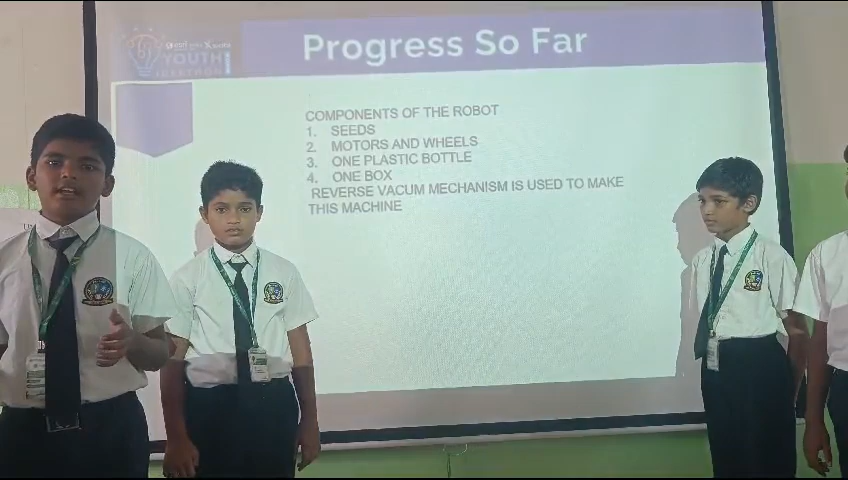 YOUTH
IDEATHON
Progress So Far
COMPONENTS OF THE ROBOT
1. SEEDS
2. MOTORS AND WHEELS
3. ONE PLASTIC BOTTLE
4. ONE BOX
REVERSE VACUM MECHANISM IS USED TO MAKE
THIS MACHINE